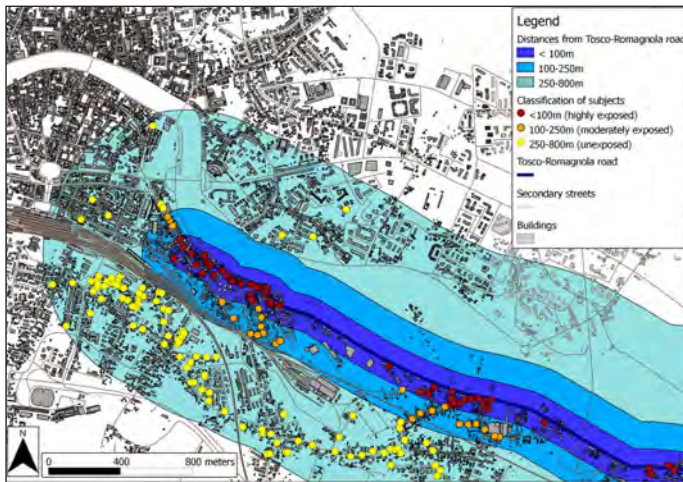 Legend
Distances from Tosco-Romagnola road
< 100m
100-250m
250-800m
Classification of subjects
<100m (highly exposed)
100-250m (moderately exposed)
250-800m (unexposed)
Tosco-Romagnola road
Secondary streets
Buildings
N
0 400 800 meters